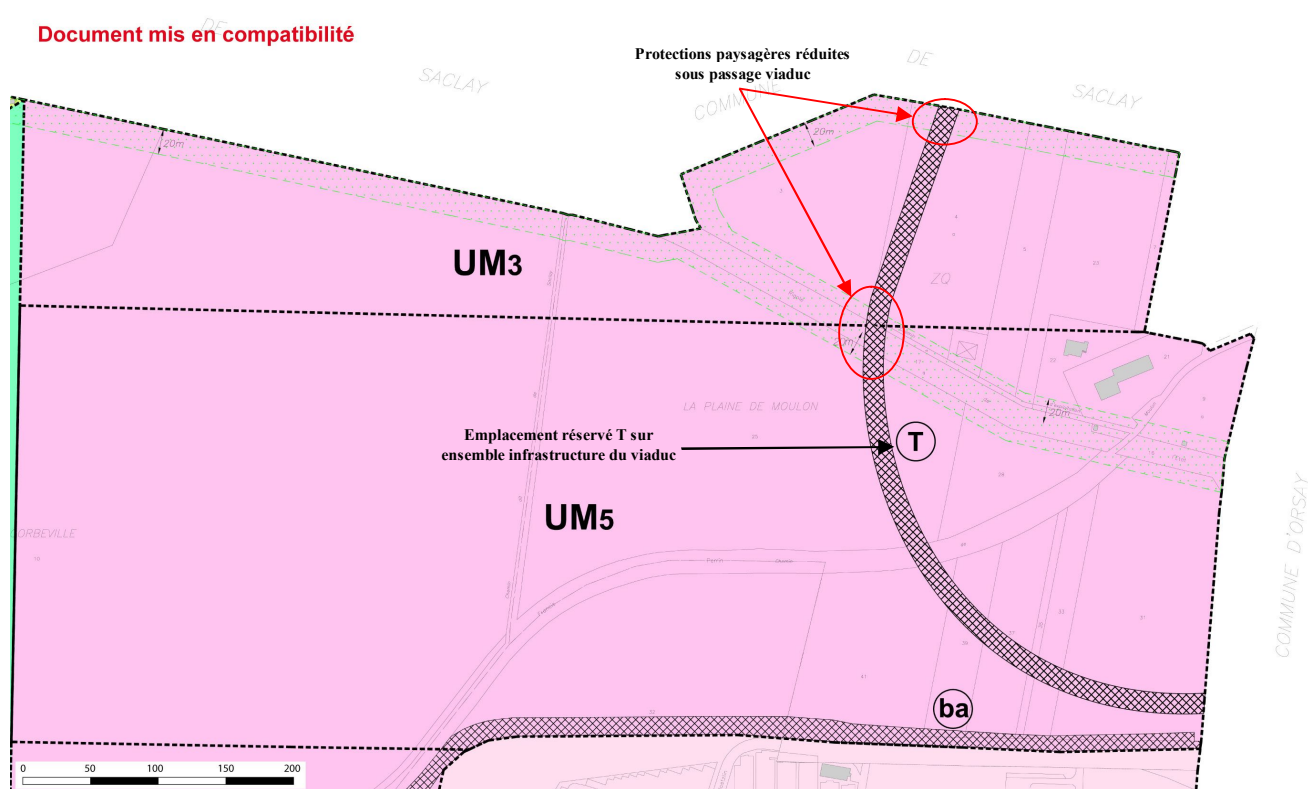 Document mis en compatibilité
DE
SACLAY
Protections paysagères réduites
sous passage viaduc
COMMUNE
DE
SACLAY
20m
20m
UM3
ZQ
20m
LA PLAINE DE MOULON
20m
Emplacement réservé T sur
ensemble infrastructure du viaduc
T
UM5
CORBEVILLE
COMMUNE D'ORSAY
ba
0 50 100 150 200